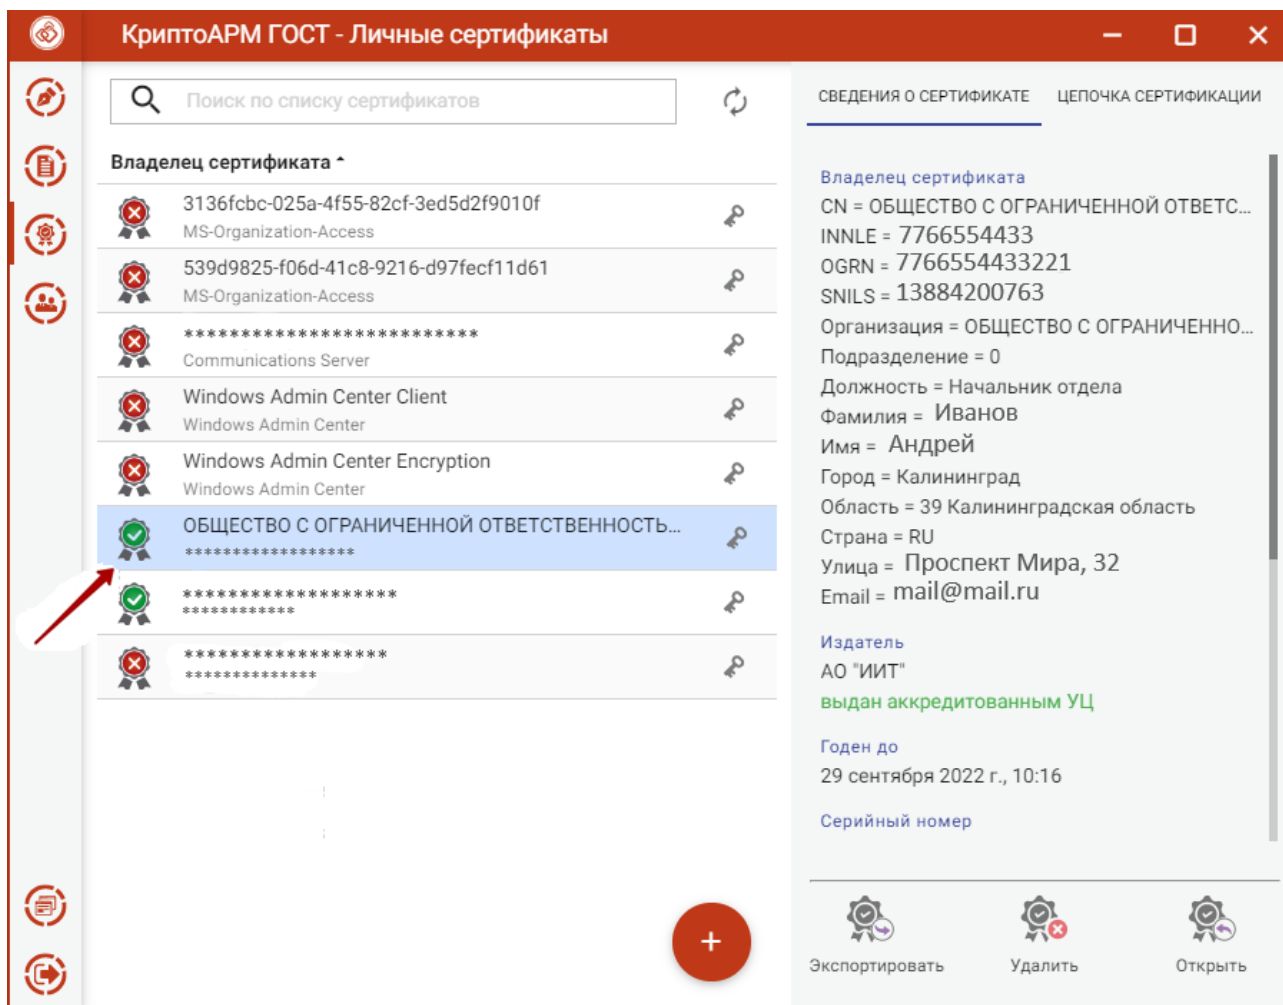 КриптоАРМ ГОСТ - Личные сертификаты
Поиск по списку сертификатов
Владелец сертификата
3136fcbc-025a-4f55-82cf-3ed5d2f9010f
MS-Organization-Access
539d9825-f06d-41c8-9216-d97fecf11d61
MS-Organization-Access
**************************
Communications Server
Windows Admin Center Client
Windows Admin Center
Windows Admin Center Encryption
Windows Admin Center
ОБЩЕСТВО С ОГРАНИЧЕННОЙ ОТВЕТСТВЕННОСТЬ...
******************
*******************
************
******************
**************
СВЕДЕНИЯ О СЕРТИФИКАТЕ
ЦЕПОЧКА СЕРТИФИКАЦИИ
Владелец сертификата
CN = ОБЩЕСТВО С ОГРАНИЧЕННОЙ ОТВЕТС...
INNLE = 7766554433
OGRN = 7766554433221
SNILS = 13884200763
Организация = ОБЩЕСТВО С ОГРАНИЧЕННО...
Подразделение = 0
Должность = Начальник отдела
Фамилия = Иванов
Имя = Андрей
Город = Калининград
Область = 39 Калининградская область
Страна = RU
Улица = Проспект Мира, 32
Email = mail@mail.ru
Издатель
АО "ИИТ"
выдан аккредитованным УЦ
Годен до
29 сентября 2022 г., 10:16
Серийный номер
Экспортировать
Удалить
Открыть